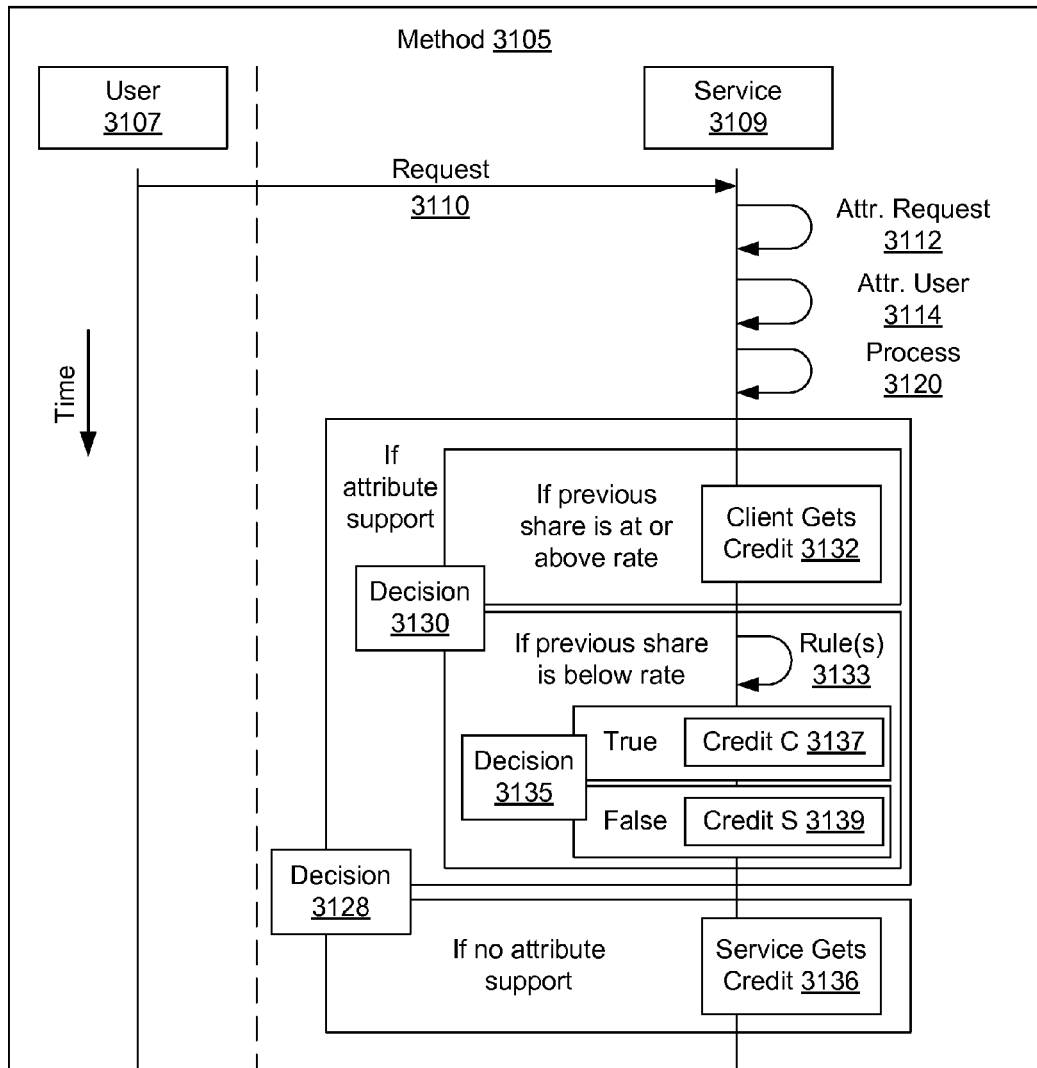 Method 3105
User
3107
Service
3109
Request
3110
Attr. Request
3112
Attr. User
3114
Process
3120
Time
If
attribute
support
If previous
share is at or
above rate
Client Gets
Credit 3132
Decision
3130
If previous share
is below rate
Rule(s)
3133
True
Credit C 3137
Decision
3135
False
Credit S 3139
Decision
3128
If no attribute
support
Service Gets
Credit 3136